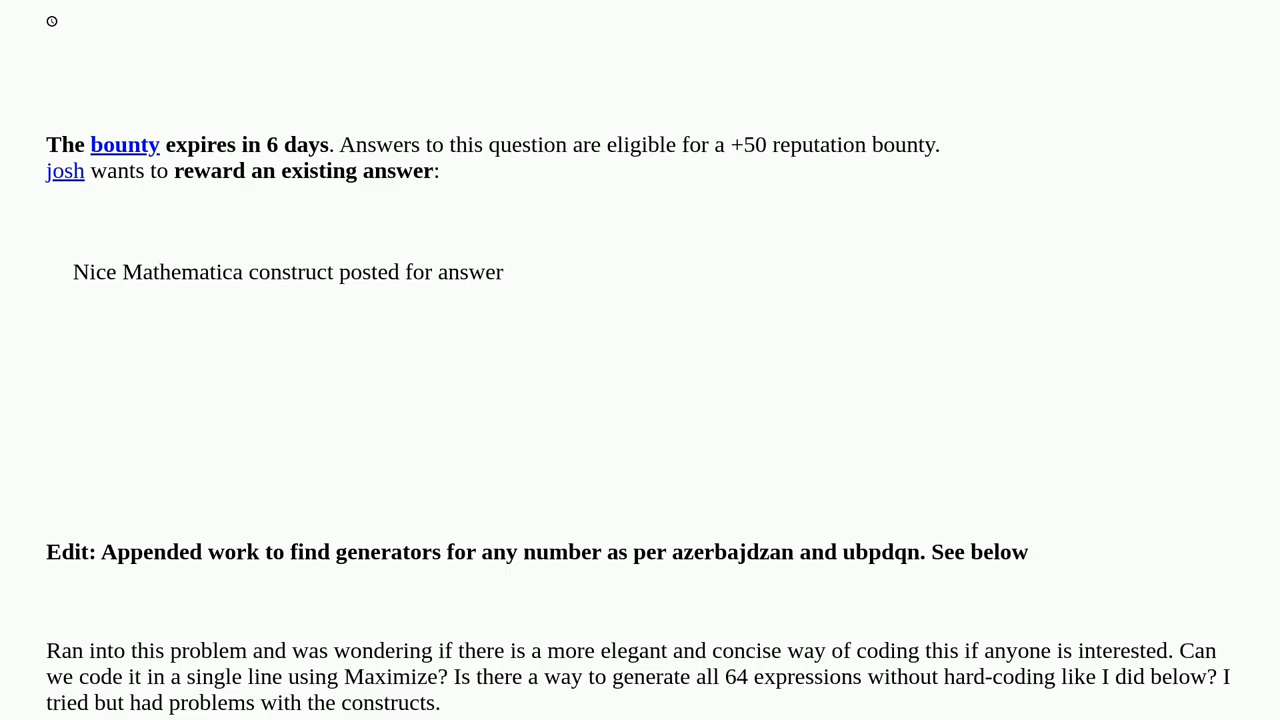 The bounty expires in 6 days. Answers to this question are eligible for a +50 reputation bounty.
josh wants to reward an existing answer:
Nice Mathematica construct posted for answer
Edit: Appended work to find generators for any number as per azerbajdzan and ubpdqn. See below
Ran into this problem and was wondering if there is a more elegant and concise way of coding this if anyone is interested. Can
we code it in a single line using Maximize? Is there a way to generate all 64 expressions without hard-coding like I did below? I
tried but had problems with the constructs.